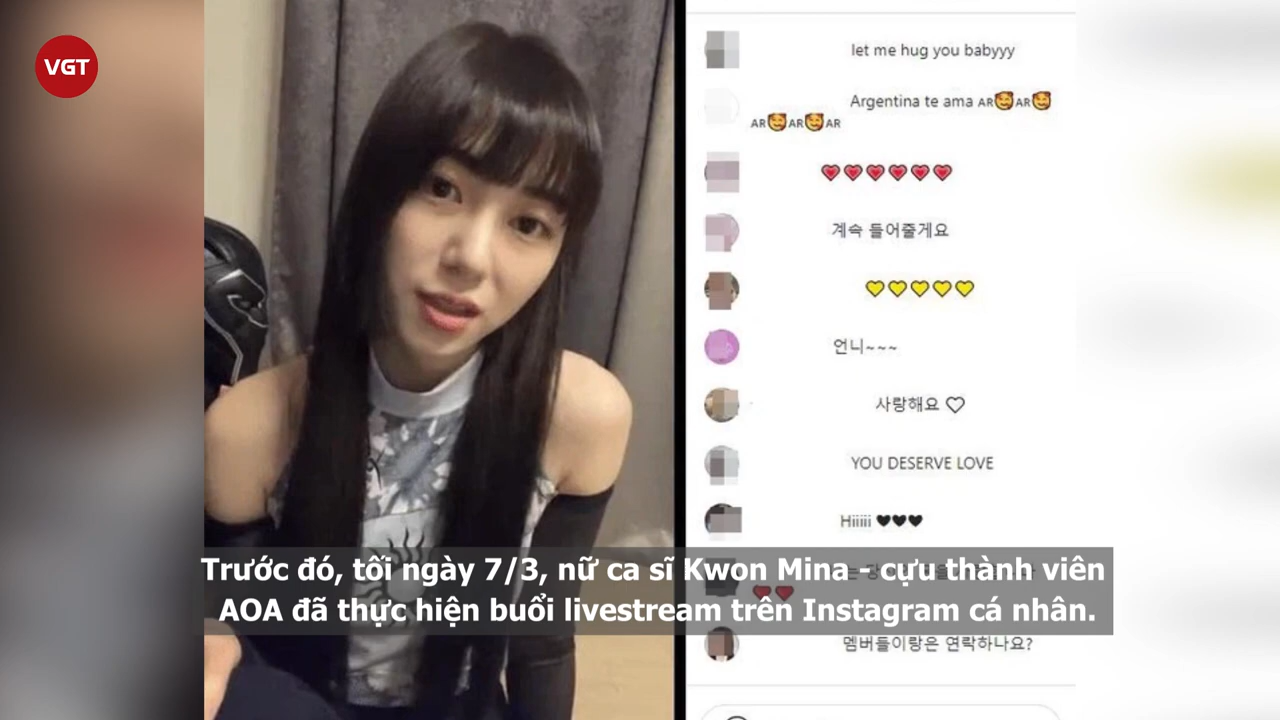 VGT
let me hug you babyyy
Argentina te ama AR🥰AR🥰
AR🥰AR🥰AR
계속 들어줄게요
언니~~~
사랑해요 ♡
YOU DESERVE LOVE
Hiiiii 🖤🖤🖤
Trước đó, tối ngày 7/3, nữ ca sĩ Kwon Mina - cựu thành viên
AOA đã thực hiện buổi livestream trên Instagram cá nhân.
멤버들이랑은 연락하나요?